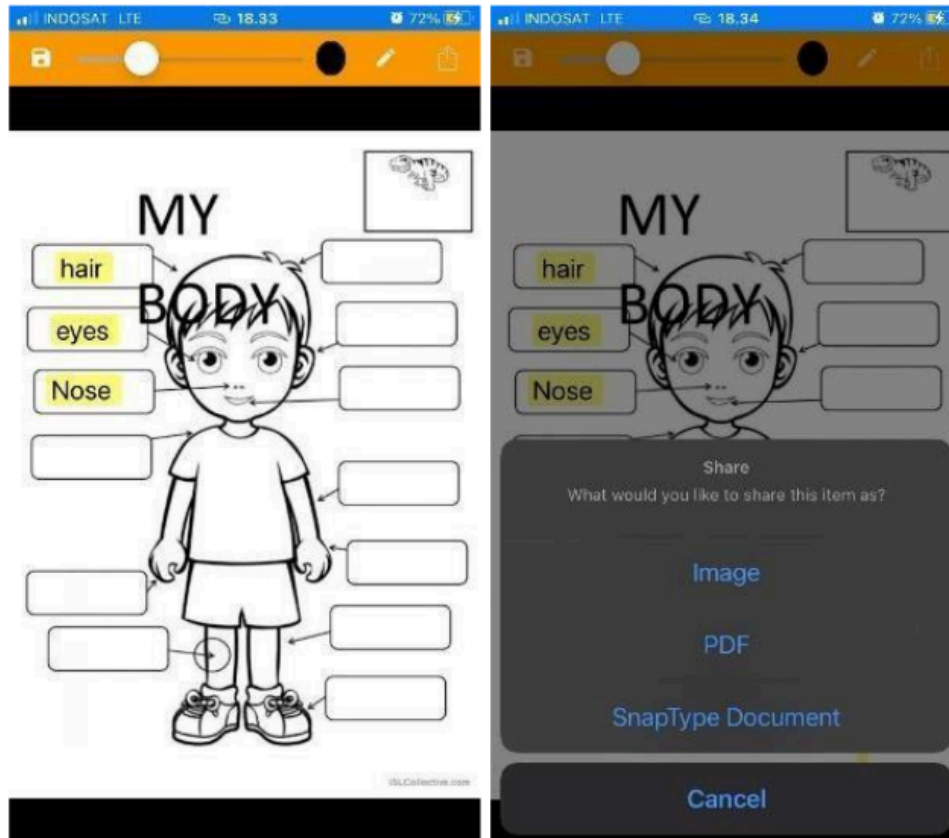 INDOSAT LTE 18.33 72%
MY
BODY
hair
eyes
Nose
iSLCollective.com
INDOSAT LTE 18.34 72%
MY
BODY
hair
eyes
Nose
Share
What would you like to share this item as?
Image
PDF
SnapType Document
Cancel